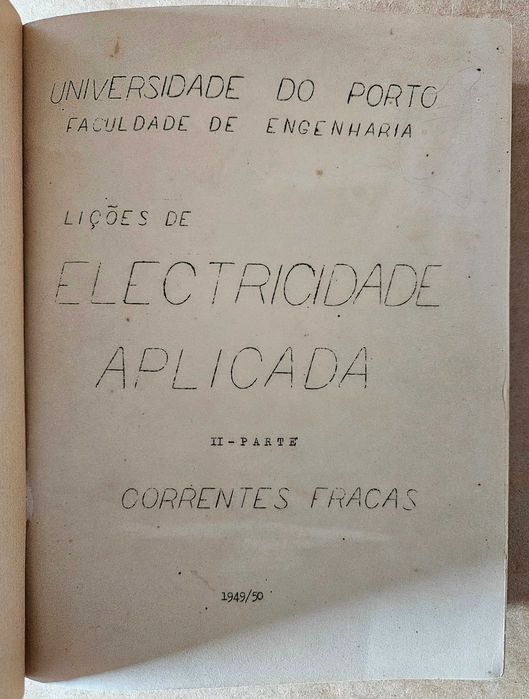 UNIVERSIDADE DO PORTO
FACULDADE DE ENGENHARIA
LIÇÕES DE
ELECTRICIDADE
APLICADA
II - PARTE
CORRENTES FRACAS
1949/50